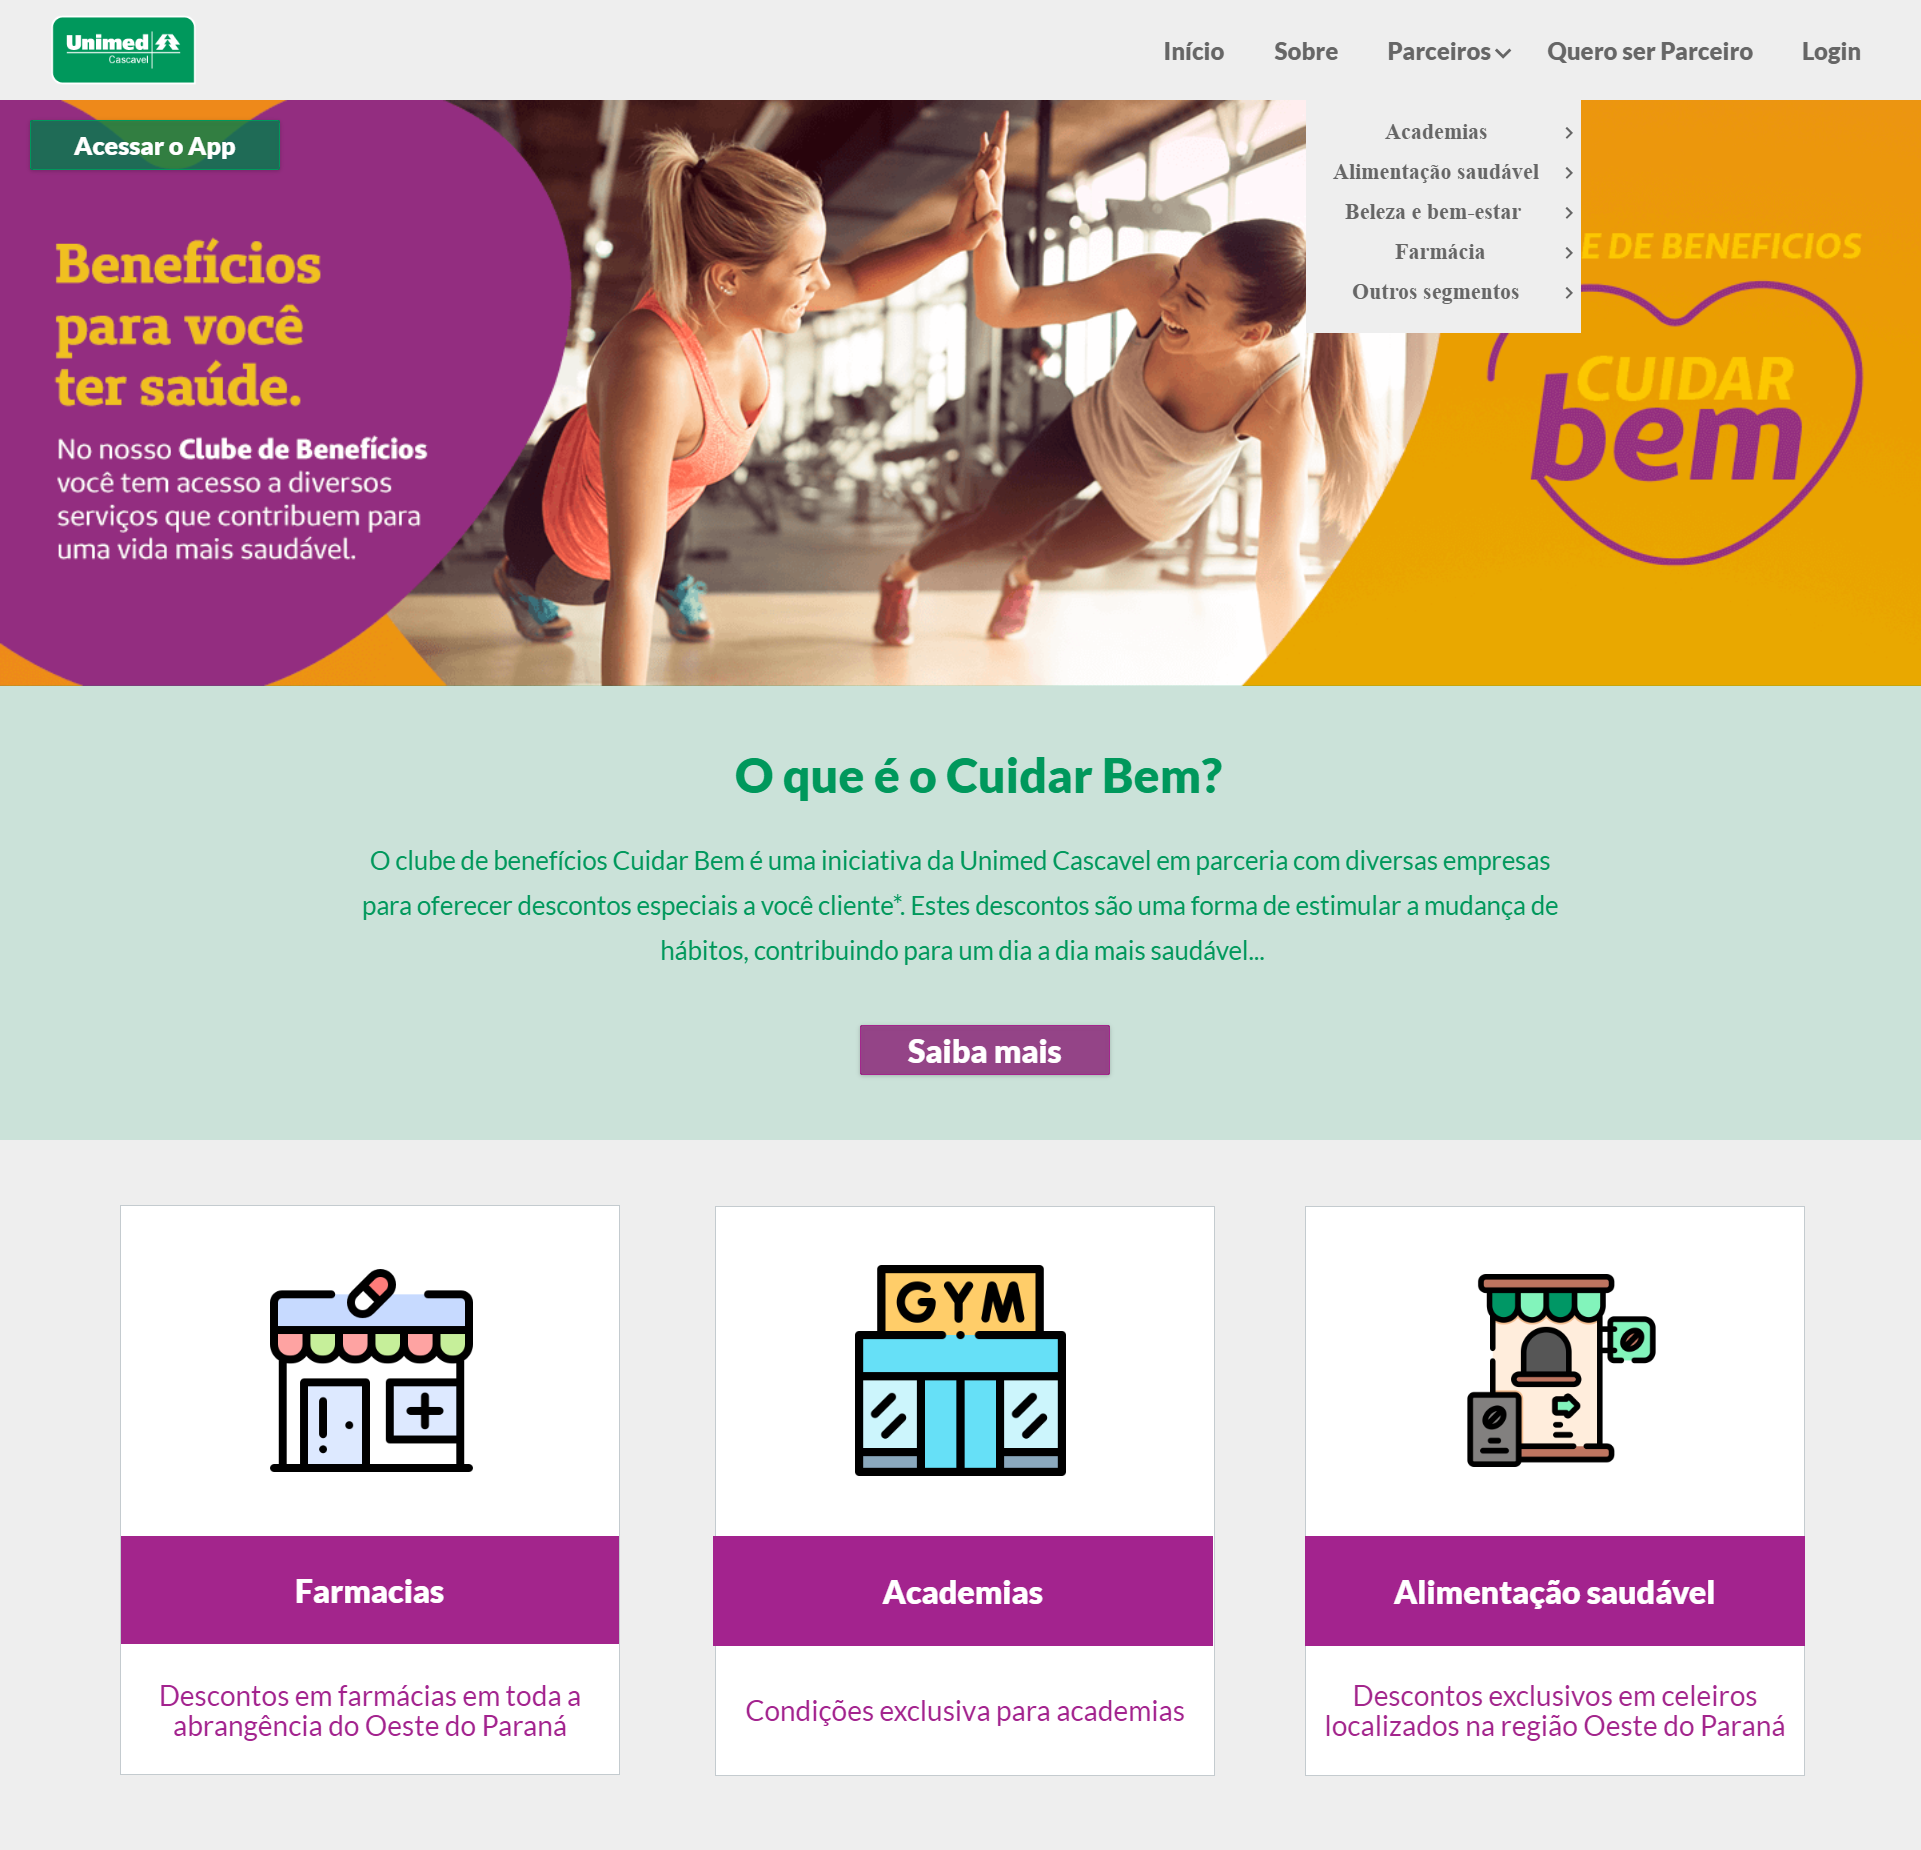 Unimed
Cascavel
Início
Sobre
Parceiros
Quero ser Parceiro
Login
Acessar o App
Academias
Alimentação saudável
Beleza e bem-estar
Farmácia
Outros segmentos
Benefícios
para você
ter saúde.
No nosso Clube de Benefícios
você tem acesso a diversos
serviços que contribuem para
uma vida mais saudável.
E DE BENEFICIOS
CUIDAR
bem
O que é o Cuidar Bem?
O clube de benefícios Cuidar Bem é uma iniciativa da Unimed Cascavel em parceria com diversas empresas
para oferecer descontos especiais a você cliente*. Estes descontos são uma forma de estimular a mudança de
hábitos, contribuindo para um dia a dia mais saudável...
Saiba mais
GYM
Farmacias
Academias
Alimentação saudável
Descontos em farmácias em toda a
abrangência do Oeste do Paraná
Condições exclusiva para academias
Descontos exclusivos em celeiros
localizados na região Oeste do Paraná